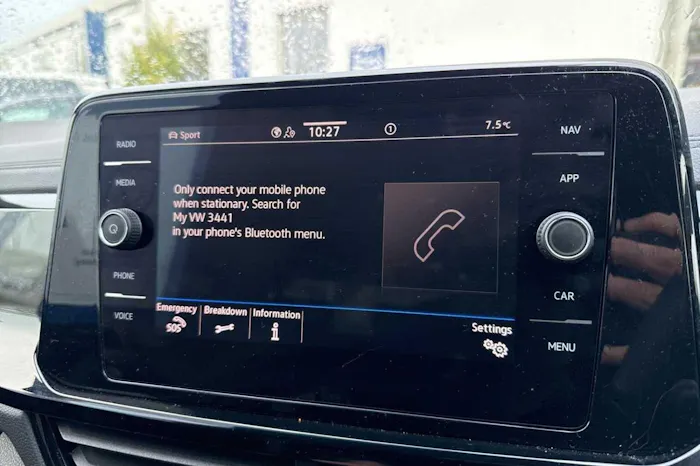 RADIO
MEDIA
PHONE
VOICE
Sport
10:27
1
7.5°C
Only connect your mobile phone
when stationary. Search for
My VW 3441
in your phone's Bluetooth menu.
Emergency
SOS
Breakdown
Information
i
Settings
NAV
APP
CAR
MENU